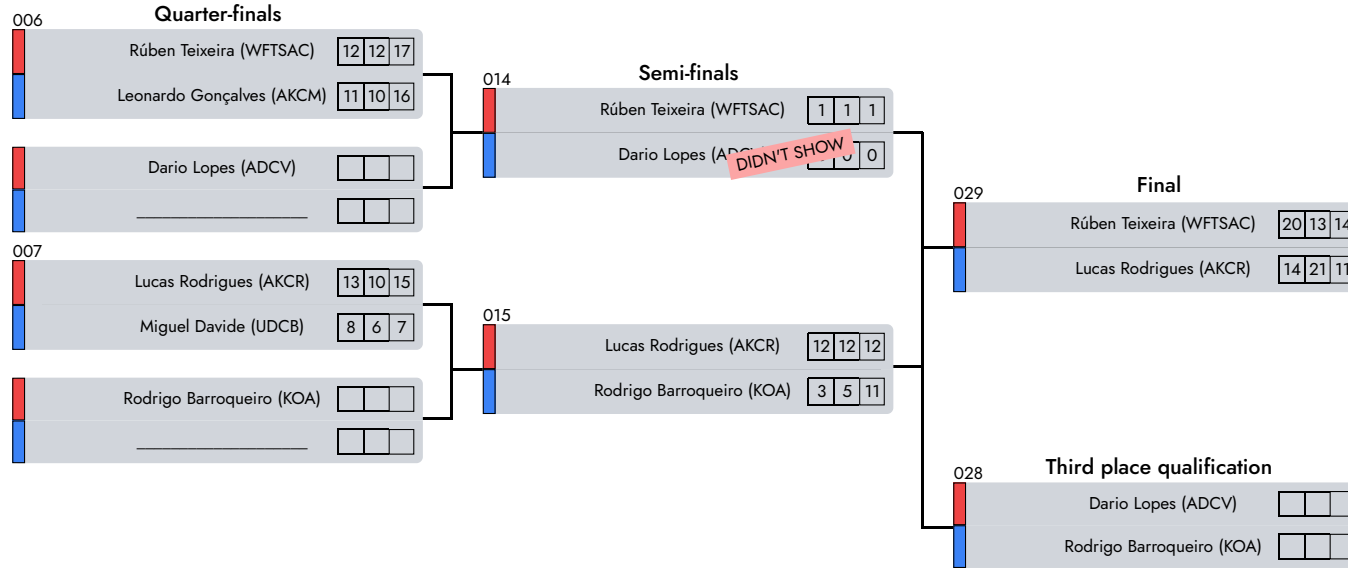 Quarter-finals
006
Rúben Teixeira (WFTSAC) 12 12 17
Leonardo Gonçalves (AKCM) 11 10 16
Dario Lopes (ADCV)
____________________
007
Lucas Rodrigues (AKCR) 13 10 15
Miguel Davide (UDCB) 8 6 7
Rodrigo Barroqueiro (KOA)
____________________
Semi-finals
014
Rúben Teixeira (WFTSAC) 1 1 1
Dario Lopes 0 0
DIDN'T SHOW
015
Lucas Rodrigues (AKCR) 12 12 12
Rodrigo Barroqueiro (KOA) 3 5 11
Final
029
Rúben Teixeira (WFTSAC) 20 13 14
Lucas Rodrigues (AKCR) 14 21 11
Third place qualification
028
Dario Lopes (ADCV)
Rodrigo Barroqueiro (KOA)